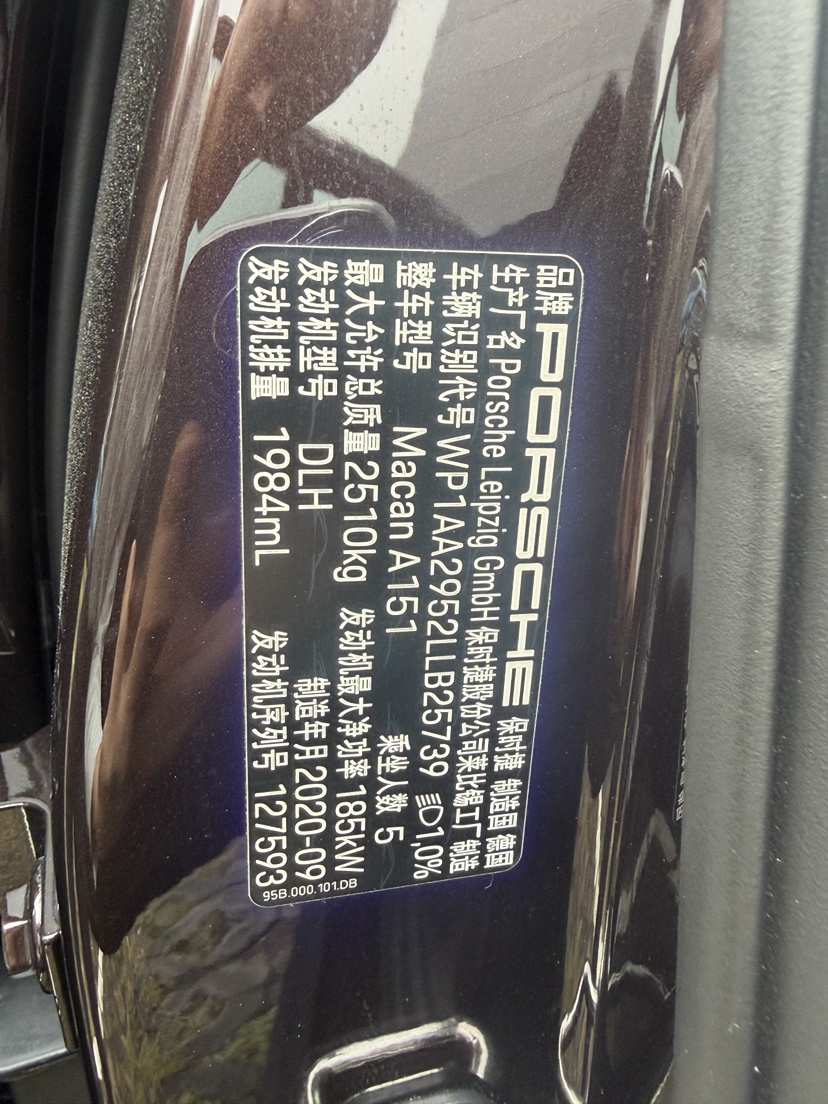 品牌 PORSCHE 保时捷 制造国 德国
生产厂名 Porsche Leipzig GmbH 保时捷股份公司莱比锡工厂 制造
车辆识别代号 WP1AA2952LLB25739 1,0%
整车型号 Macan A151 乘坐人数 5
最大允许总质量 2510kg 发动机最大净功率 185kW
发动机型号 DLH 制造年月 2020-09
发动机排量 1984mL 发动机序列号 127593
95B.000.101.DB